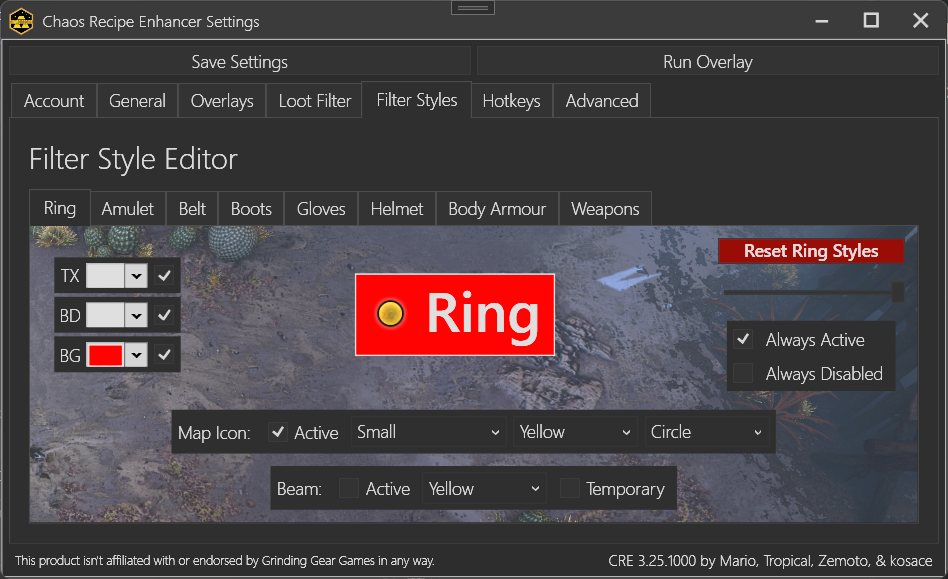 Chaos Recipe Enhancer Settings
Save Settings Run Overlay
Account General Overlays Loot Filter Filter Styles Hotkeys Advanced
Filter Style Editor
Ring Amulet Belt Boots Gloves Helmet Body Armour Weapons
Reset Ring Styles
TX
BD
BG
Ring
Always Active
Always Disabled
Map Icon: Active Small Yellow Circle
Beam: Active Yellow Temporary
This product isn't affiliated with or endorsed by Grinding Gear Games in any way. CRE 3.25.1000 by Mario, Tropical, Zemoto, & kosace